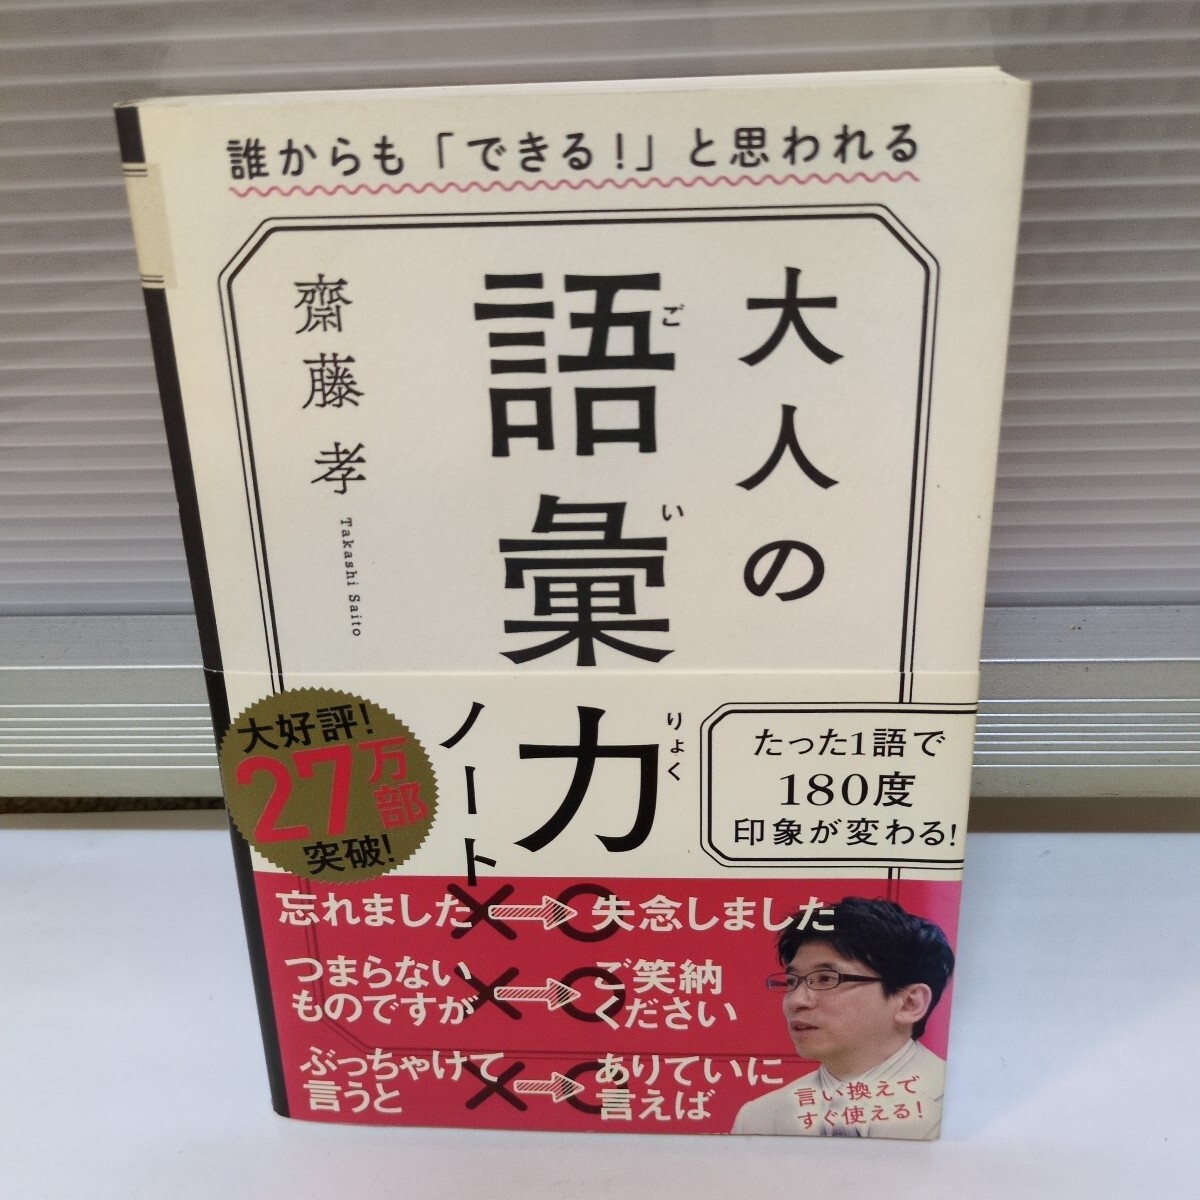 誰からも「できる!」と思われる
大人の
語彙力
ごいりょく
ノート
齋藤 孝
Takashi Saito
大好評!
27万部
突破!
たった1語で
180度
印象が変わる!
忘れました
失念しました
つまらない
ものですが
ご笑納
ください
ぶっちゃけて
言うと
ありていに
言えば
言い換えで
すぐ使える!